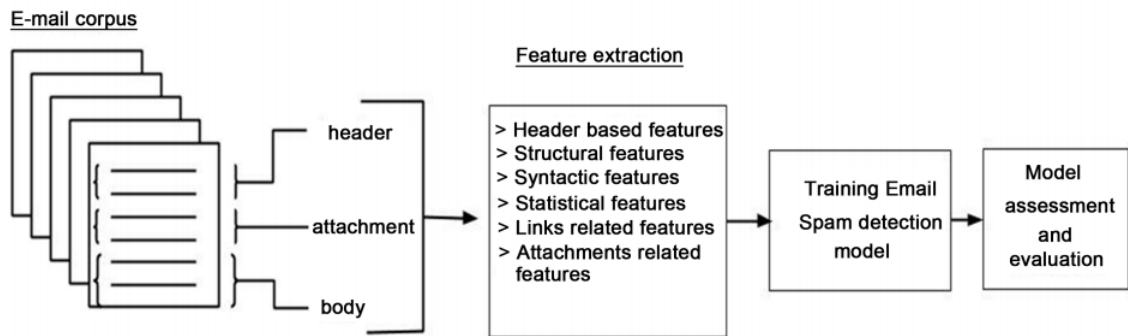 E-mail corpus
header
attachment
body
Feature extraction
> Header based features
> Structural features
> Syntactic features
> Statistical features
> Links related features
> Attachments related
features
Training Email
Spam detection
model
Model
assessment
and
evaluation